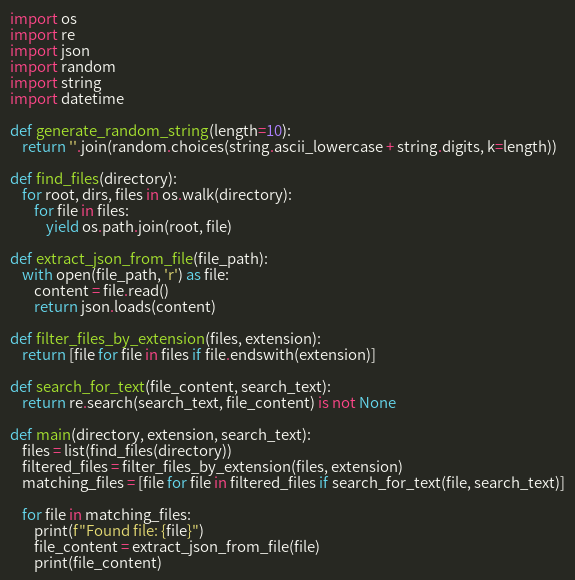 import os
import re
import json
import random
import string
import datetime

def generate_random_string(length=10):
    return ''.join(random.choices(string.ascii_lowercase + string.digits, k=length))

def find_files(directory):
    for root, dirs, files in os.walk(directory):
        for file in files:
            yield os.path.join(root, file)

def extract_json_from_file(file_path):
    with open(file_path, 'r') as file:
        content = file.read()
        return json.loads(content)

def filter_files_by_extension(files, extension):
    return [file for file in files if file.endswith(extension)]

def search_for_text(file_content, search_text):
    return re.search(search_text, file_content) is not None

def main(directory, extension, search_text):
    files = list(find_files(directory))
    filtered_files = filter_files_by_extension(files, extension)
    matching_files = [file for file in filtered_files if search_for_text(file, search_text)]

    for file in matching_files:
        print(f"Found file: {file}")
        file_content = extract_json_from_file(file)
        print(file_content)